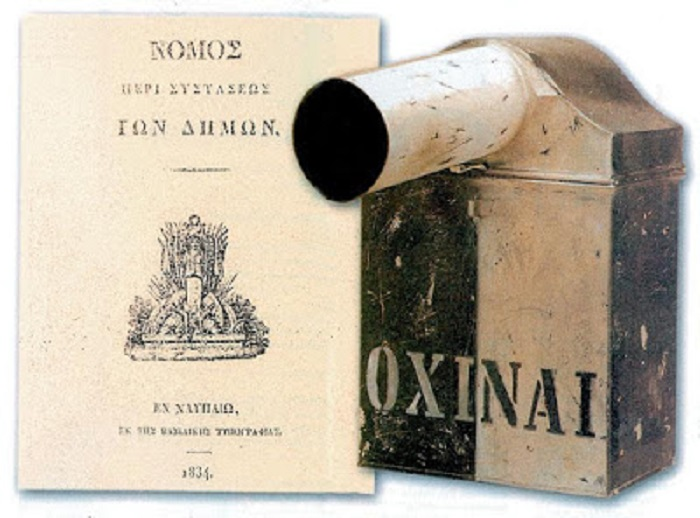 ΝΟΜΟΣ
ΠΕΡΙ ΣΥΣΤΑΣΕΩΣ
ΤΩΝ ΔΗΜΩΝ.
ΕΝ ΝΑΥΠΛΙΩ,
ΕΚ ΤΗΣ ΒΑΣΙΛΙΚΗΣ ΤΥΠΟΓΡΑΦΙΑΣ.
1834.
ΟΧΙ ΝΑΙ